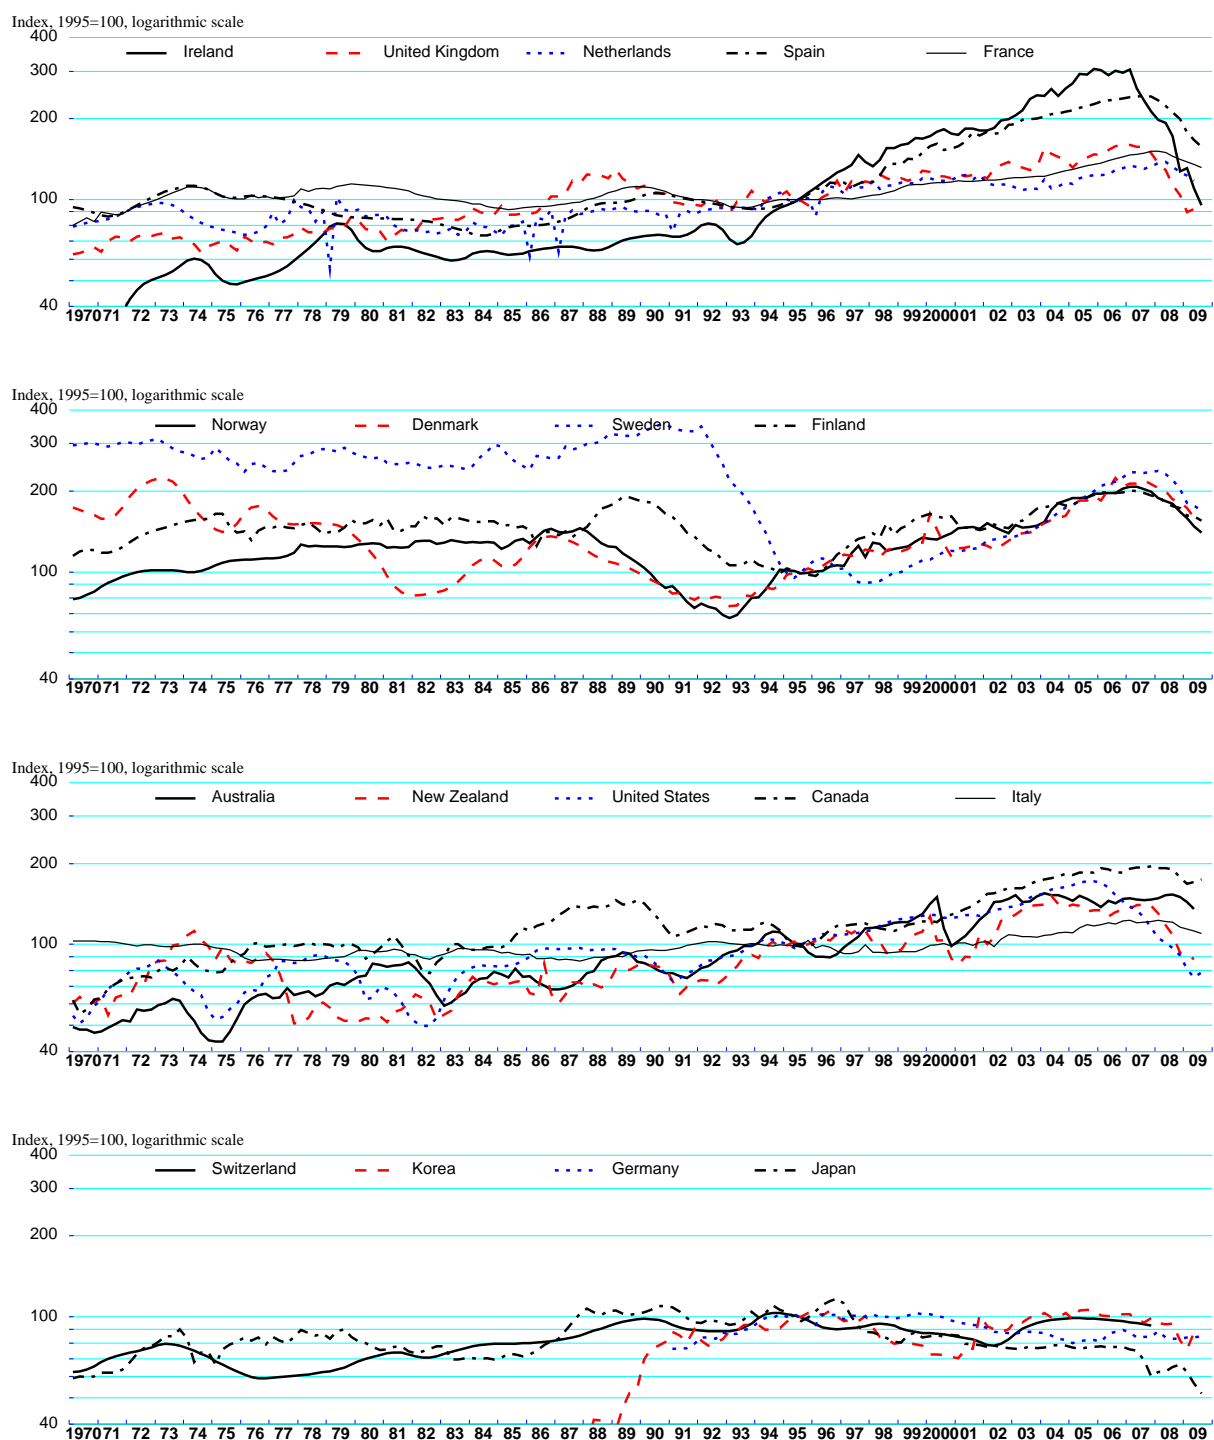 Index, 1995=100, logarithmic scale
400
Ireland United Kingdom Netherlands Spain France
300
200
100
40
1970 71 72 73 74 75 76 77 78 79 80 81 82 83 84 85 86 87 88 89 90 91 92 93 94 95 96 97 98 99 2000 01 02 03 04 05 06 07 08 09
Index, 1995=100, logarithmic scale
400
Norway Denmark Sweden Finland
300
200
100
40
1970 71 72 73 74 75 76 77 78 79 80 81 82 83 84 85 86 87 88 89 90 91 92 93 94 95 96 97 98 99 2000 01 02 03 04 05 06 07 08 09
Index, 1995=100, logarithmic scale
400
Australia New Zealand United States Canada Italy
300
200
100
40
1970 71 72 73 74 75 76 77 78 79 80 81 82 83 84 85 86 87 88 89 90 91 92 93 94 95 96 97 98 99 2000 01 02 03 04 05 06 07 08 09
Index, 1995=100, logarithmic scale
400
Switzerland Korea Germany Japan
300
200
100
40
1970 71 72 73 74 75 76 77 78 79 80 81 82 83 84 85 86 87 88 89 90 91 92 93 94 95 96 97 98 99 2000 01 02 03 04 05 06 07 08 09